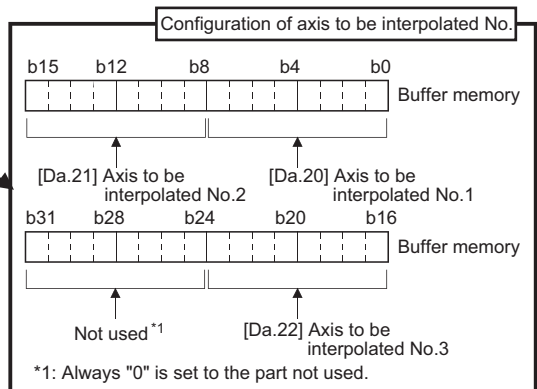 Configuration of axis to be interpolated No.
b15 b12 b8 b4 b0
Buffer memory
[Da.21] Axis to be interpolated No.2
[Da.20] Axis to be interpolated No.1
b31 b28 b24 b20 b16
Buffer memory
Not used *1
[Da.22] Axis to be interpolated No.3
*1: Always "0" is set to the part not used.